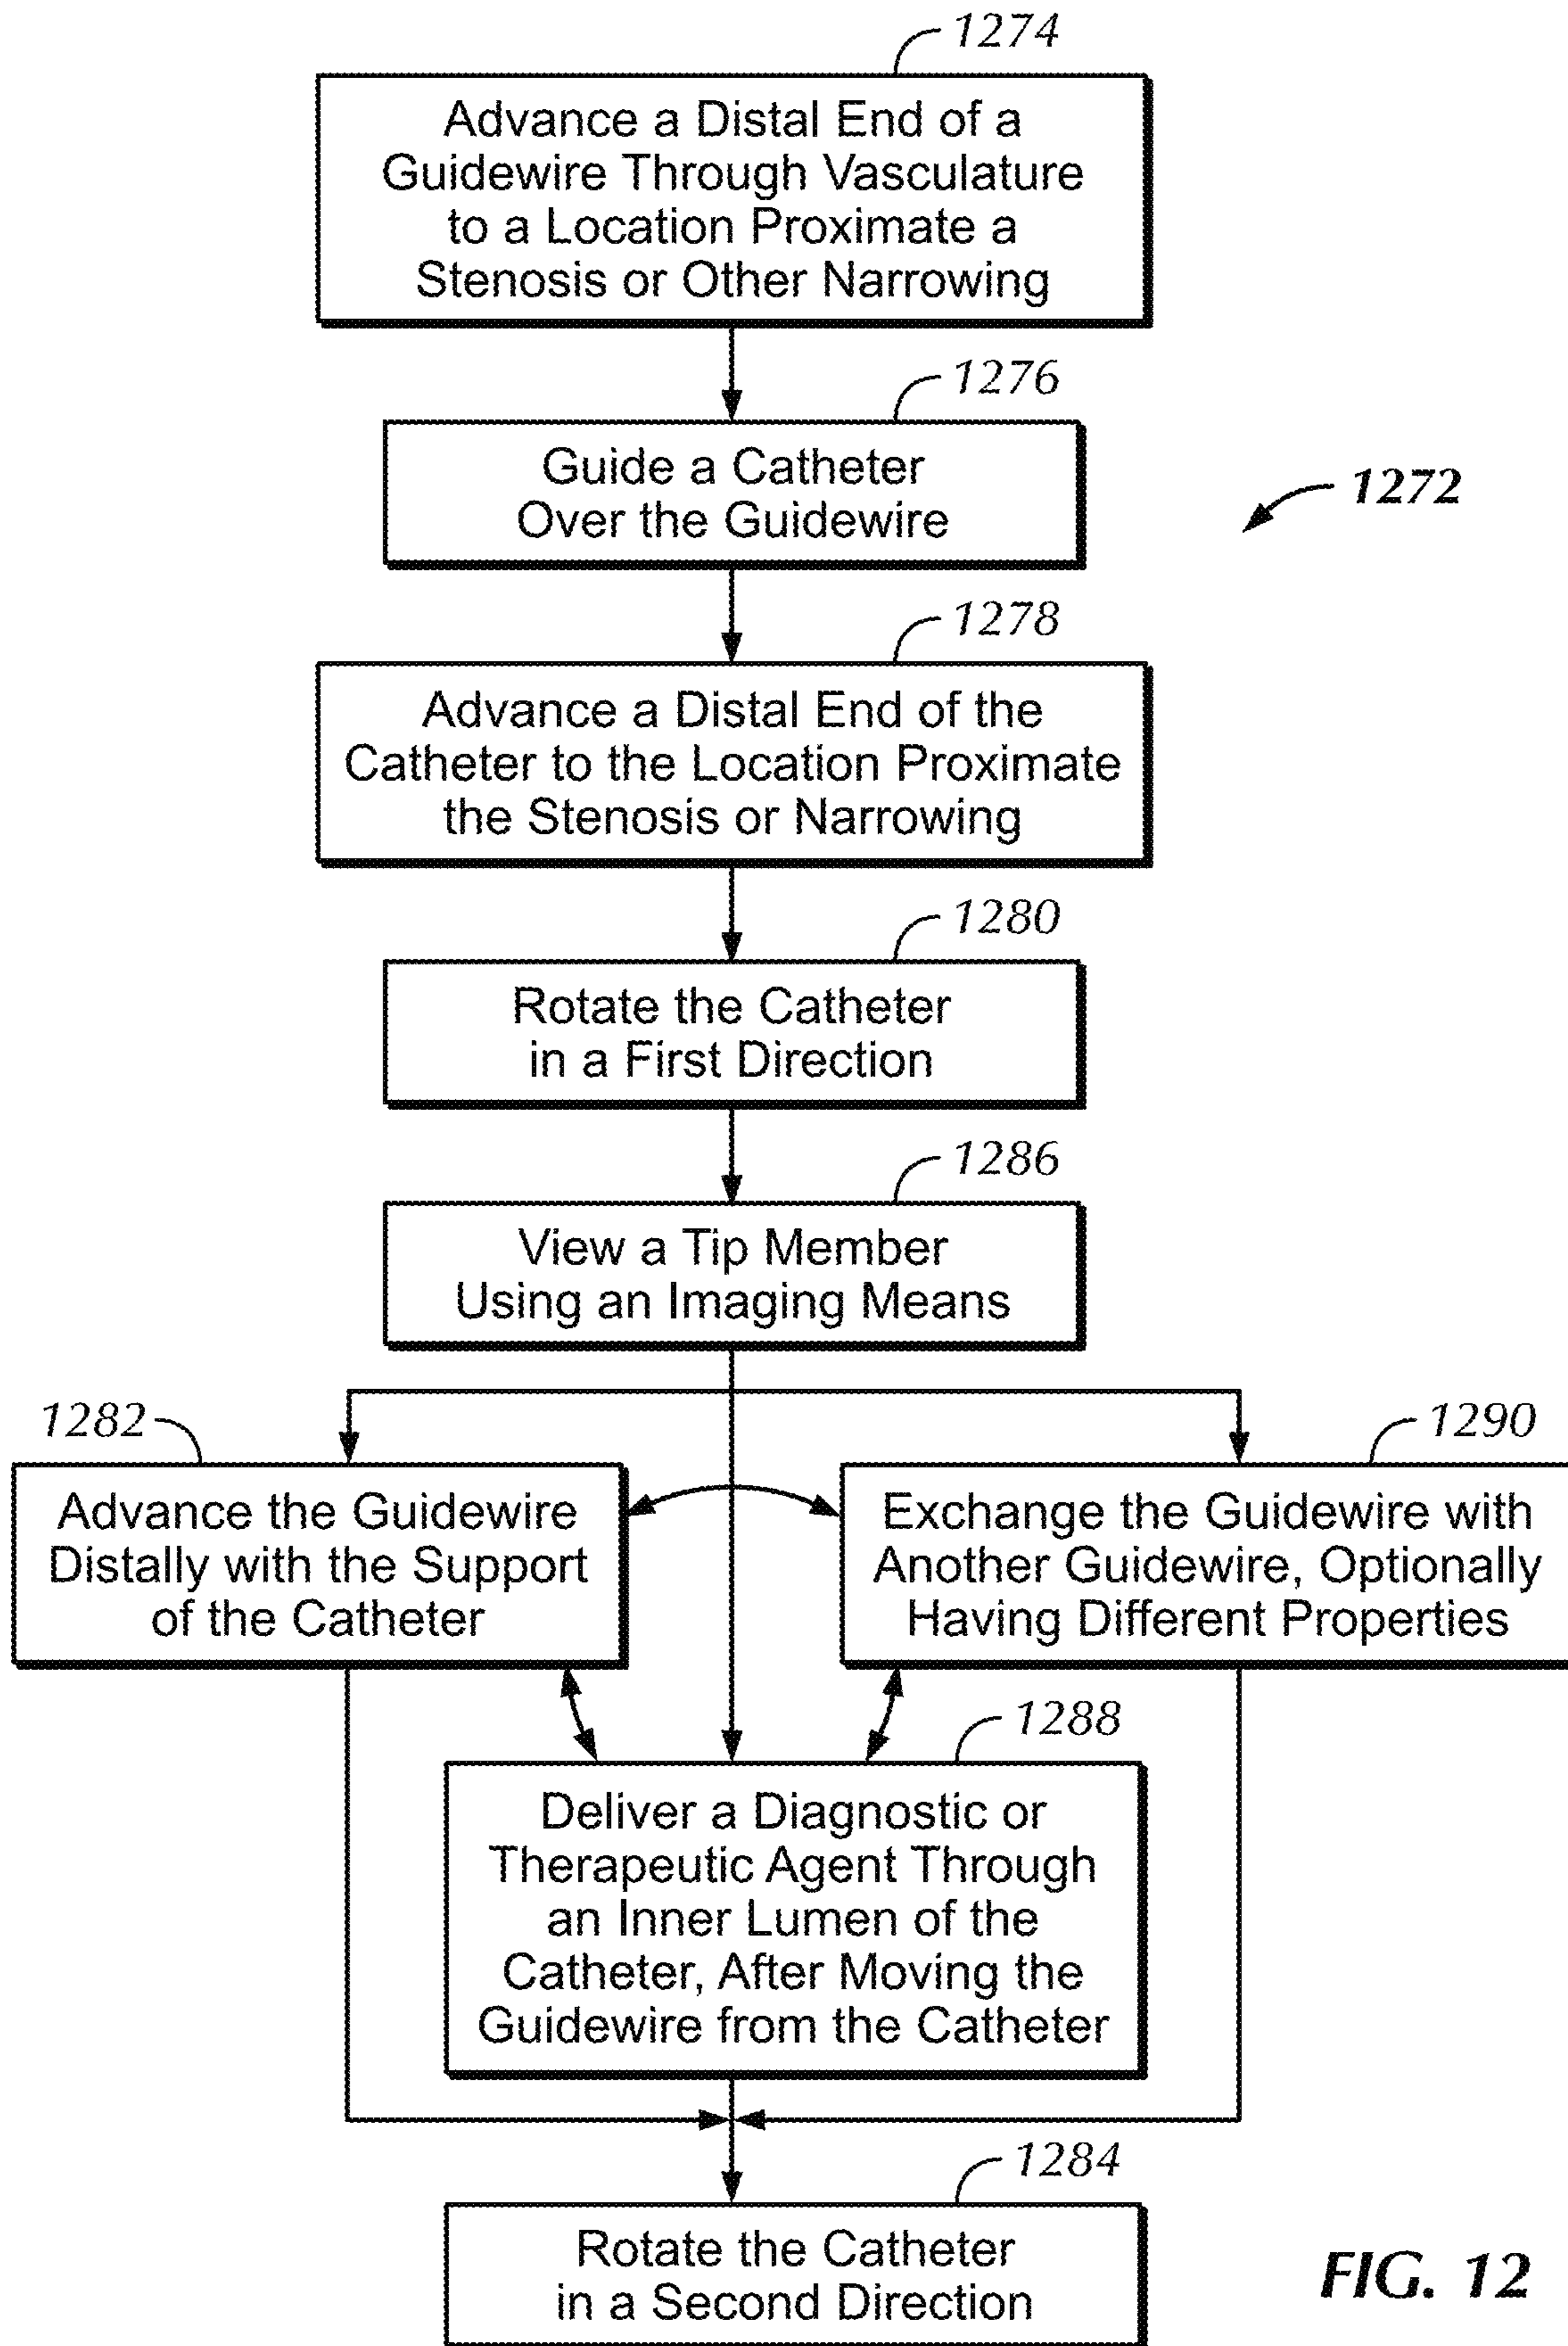 1274
Advance a Distal End of a
Guidewire Through Vasculature
to a Location Proximate a
Stenosis or Other Narrowing
1276
Guide a Catheter
Over the Guidewire
1272
1278
Advance a Distal End of the
Catheter to the Location Proximate
the Stenosis or Narrowing
1280
Rotate the Catheter
in a First Direction
1286
View a Tip Member
Using an Imaging Means
1282
Advance the Guidewire
Distally with the Support
of the Catheter
1290
Exchange the Guidewire with
Another Guidewire, Optionally
Having Different Properties
1288
Deliver a Diagnostic or
Therapeutic Agent Through
an Inner Lumen of the
Catheter, After Moving the
Guidewire from the Catheter
1284
Rotate the Catheter
in a Second Direction
FIG. 12